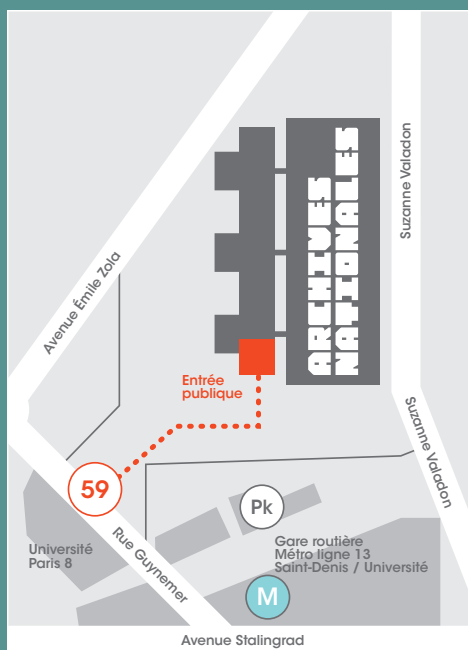 Suzanne Valadon
Avenue Émile Zola
ARCHIVES
NATIONALES
Entrée
publique
Suzanne Valadon
59
Pk
Rue Guynemer
Université
Paris 8
Gare routière
Métro ligne 13
Saint-Denis / Université
M
Avenue Stalingrad